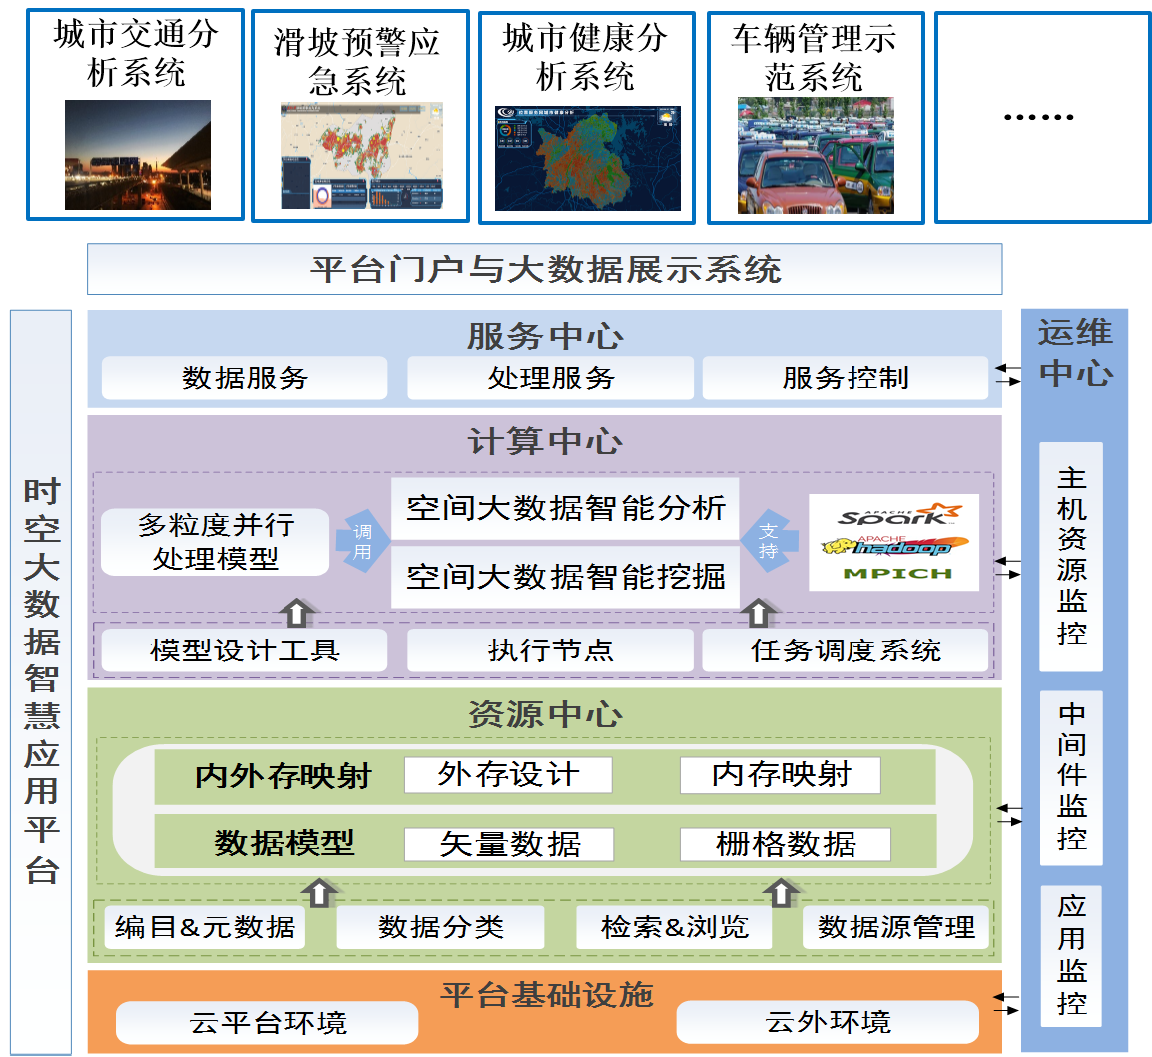 城市交通分
析系统
滑坡预警应
急系统
城市健康分
析系统
车辆管理示
范系统
……
平台门户与大数据展示系统
时空大数据智慧应用平台
服务中心
数据服务
处理服务
服务控制
计算中心
多粒度并行
处理模型
调用
空间大数据智能分析
空间大数据智能挖掘
支持
APACHE
Spark
APACHE
hadoop
MPICH
模型设计工具
执行节点
任务调度系统
资源中心
内外存映射
外存设计
内存映射
数据模型
矢量数据
栅格数据
编目&元数据
数据分类
检索&浏览
数据源管理
平台基础设施
云平台环境
云外环境
运维
中心
主机资源监控
中间件监控
应用监控